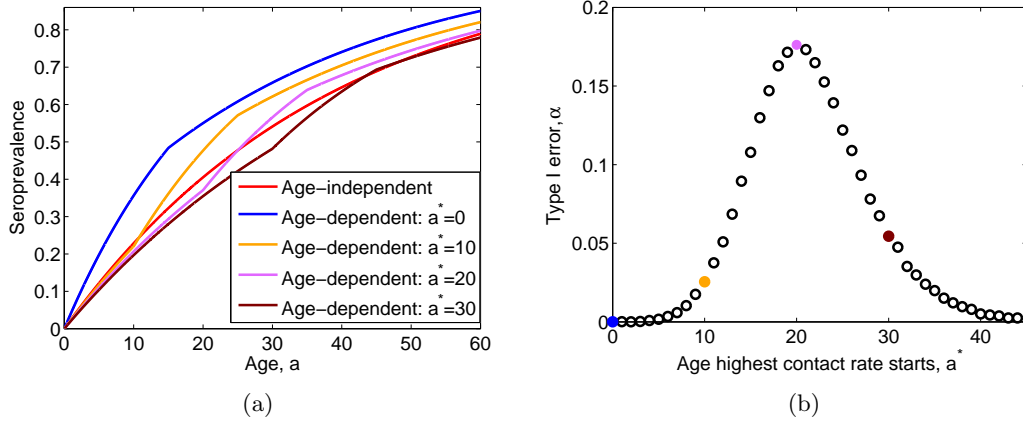 0.8
0.7
0.6
0.5
0.4
0.3
0.2
0.1
0
Seroprevalence
0 10 20 30 40 50 60
Age, a
Age−independent
Age−dependent: a*=0
Age−dependent: a*=10
Age−dependent: a*=20
Age−dependent: a*=30
(a)
0.2
0.15
0.1
0.05
0
Type I error, α
0 10 20 30 40
Age highest contact rate starts, a*
(b)